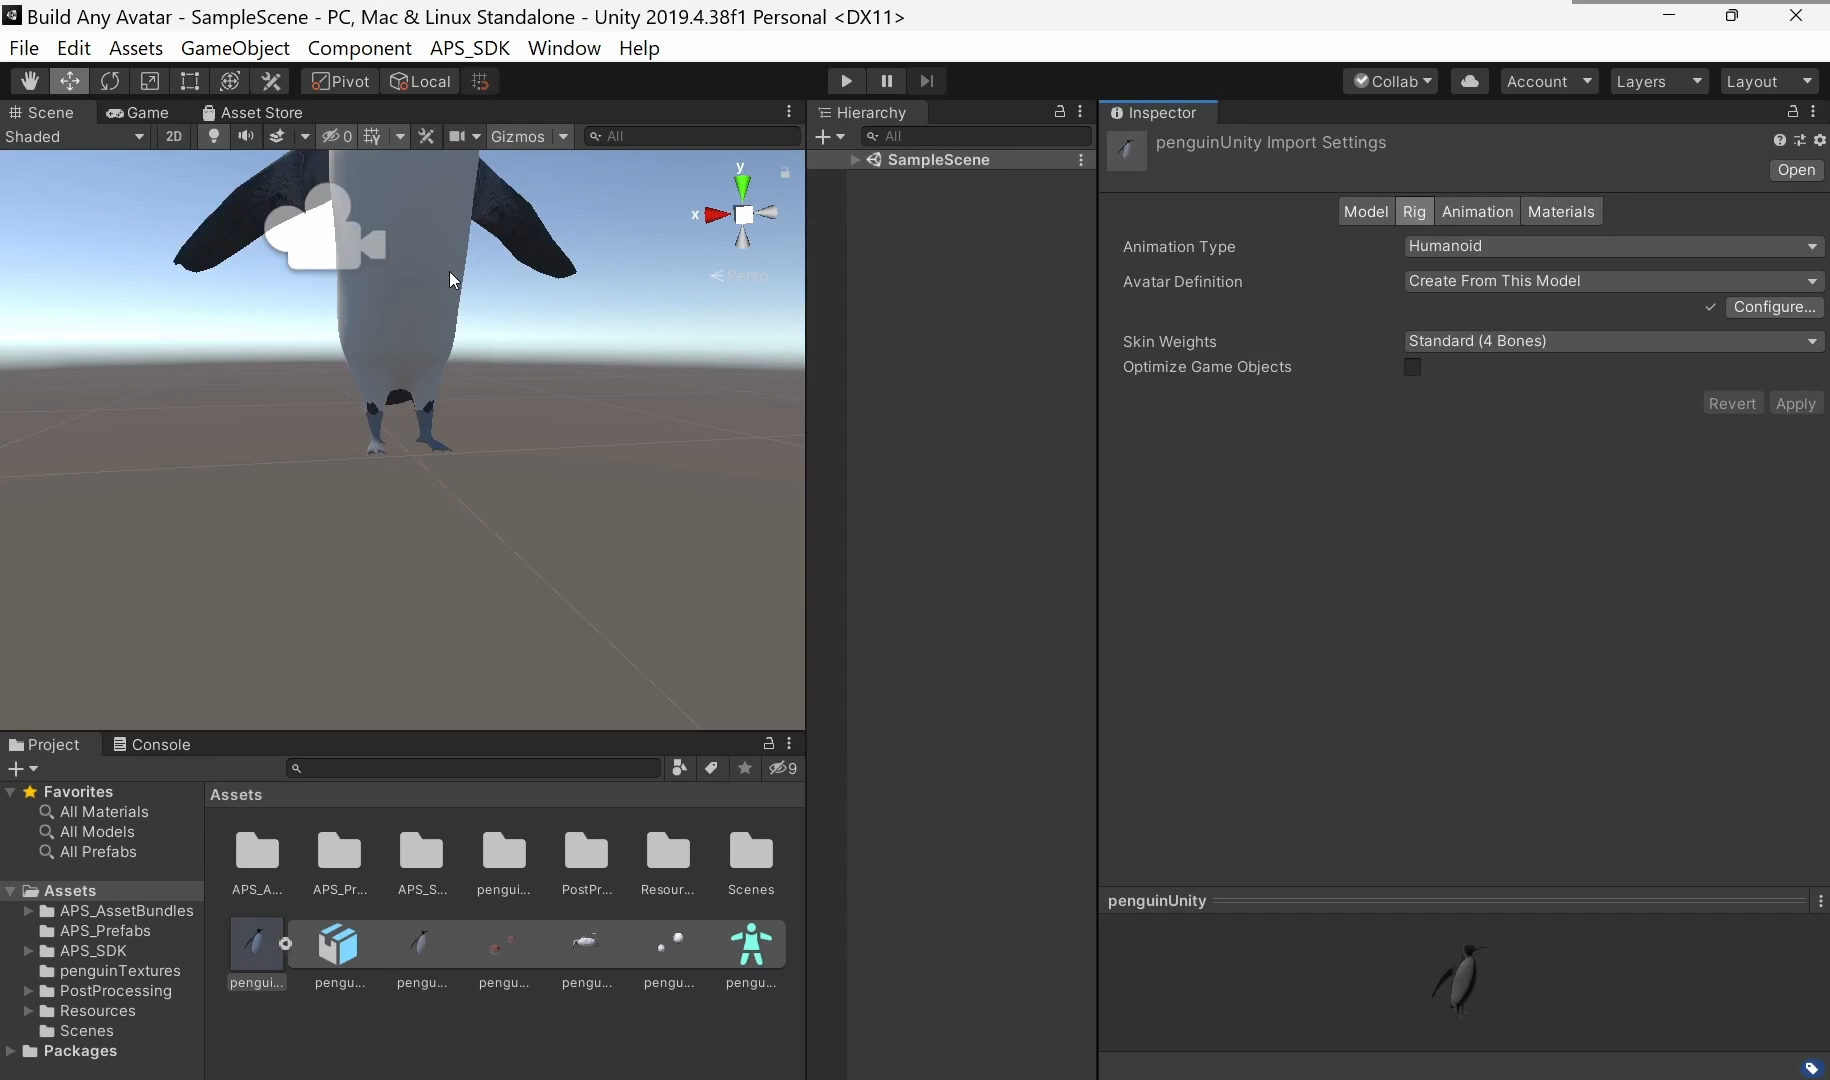 Build Any Avatar - SampleScene - PC, Mac & Linux Standalone - Unity 2019.4.38f1 Personal <DX11>
File Edit Assets GameObject Component APS_SDK Window Help
Pivot Local Collab Account Layers Layout
Scene Game Asset Store
Hierarchy
Inspector
Shaded 2D 0 Gizmos All
All
SampleScene
penguinUnity Import Settings
Open
Model Rig Animation Materials
Animation Type Humanoid
Avatar Definition Create From This Model
Configure...
Skin Weights Standard (4 Bones)
Optimize Game Objects
Revert Apply
y
x
Persp
Project Console
9
Favorites
All Materials
All Models
All Prefabs
Assets
APS_AssetBundles
APS_Prefabs
APS_SDK
penguinTextures
PostProcessing
Resources
Scenes
Packages
Assets
APS_A... APS_Pr... APS_S... pengui... PostPr... Resour... Scenes
pengui... pengu... pengu... pengu... pengu... pengu... pengu...
penguinUnity